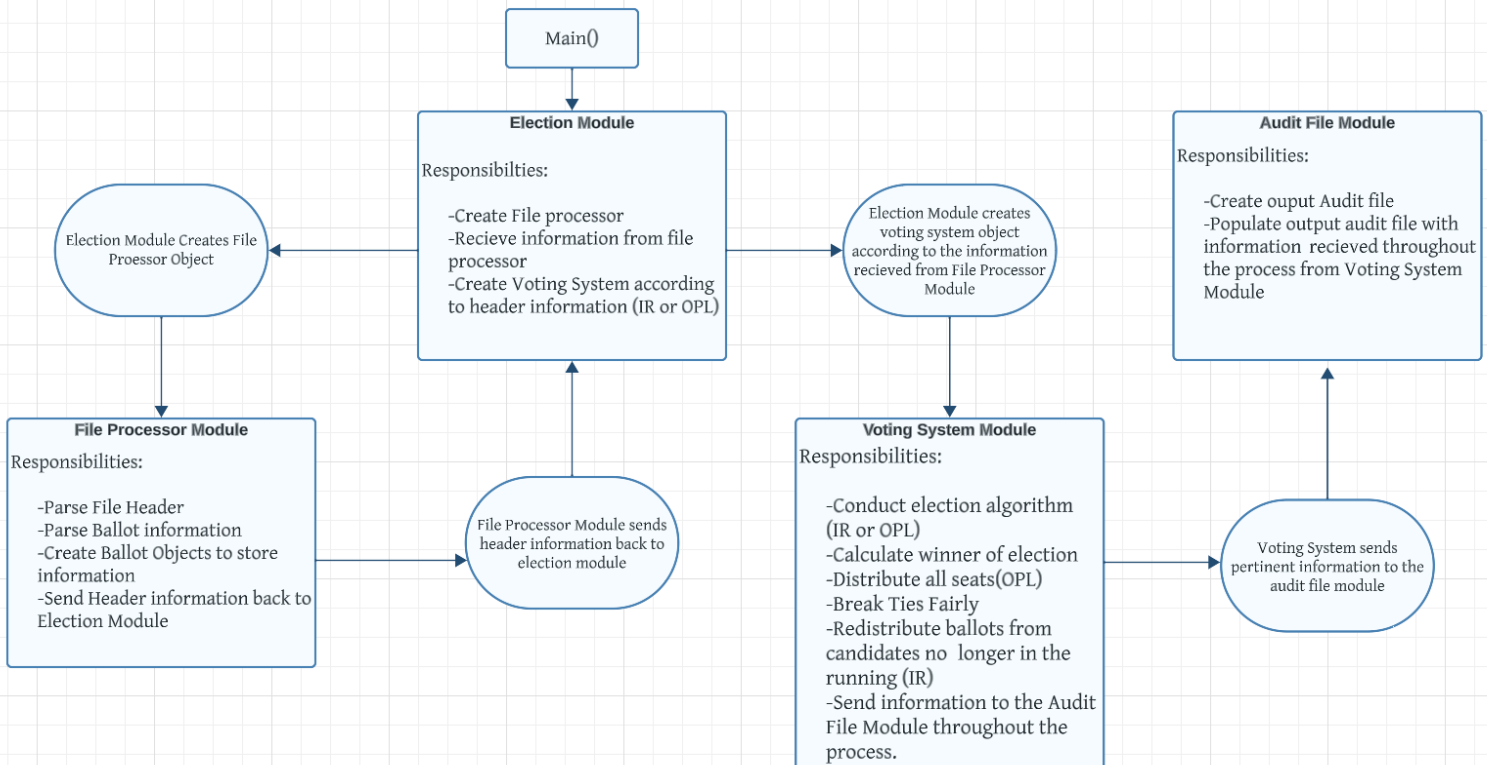 Main()
Election Module
Responsibilties:
-Create File processor
-Recieve information from file
processor
-Create Voting System according
to header information (IR or OPL)
Audit File Module
Responsibilities:
-Create ouput Audit file
-Populate output audit file with
information recieved throughout
the process from Voting System
Module
Election Module Creates File
Proessor Object
Election Module creates
voting system object
according to the information
recieved from File Processor
Module
File Processor Module
Responsibilities:
-Parse File Header
-Parse Ballot information
-Create Ballot Objects to store
information
-Send Header information back to
Election Module
File Processor Module sends
header information back to
election module
Voting System Module
Responsibilities:
-Conduct election algorithm
(IR or OPL)
-Calculate winner of election
-Distribute all seats(OPL)
-Break Ties Fairly
-Redistribute ballots from
candidates no longer in the
running (IR)
-Send information to the Audit
File Module throughout the
process.
Voting System sends
pertinent information to the
audit file module